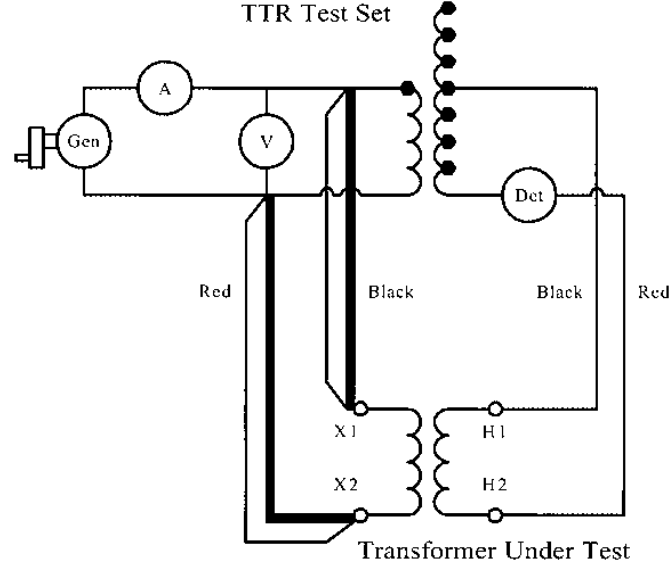 TTR Test Set
A
Gen
V
Det
Red
Black
Black
Red
X1
H1
X2
H2
Transformer Under Test